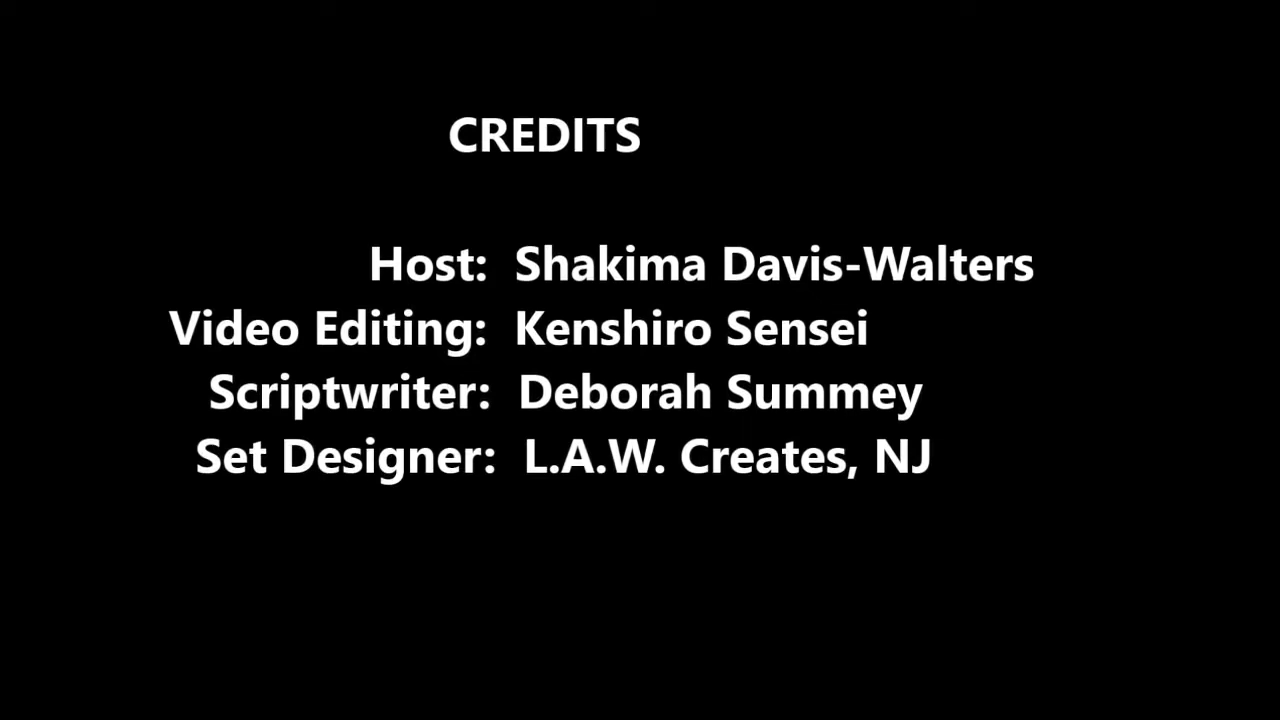 CREDITS
Host: Shakima Davis-Walters
Video Editing: Kenshiro Sensei
Scriptwriter: Deborah Summey
Set Designer: L.A.W. Creates, NJ